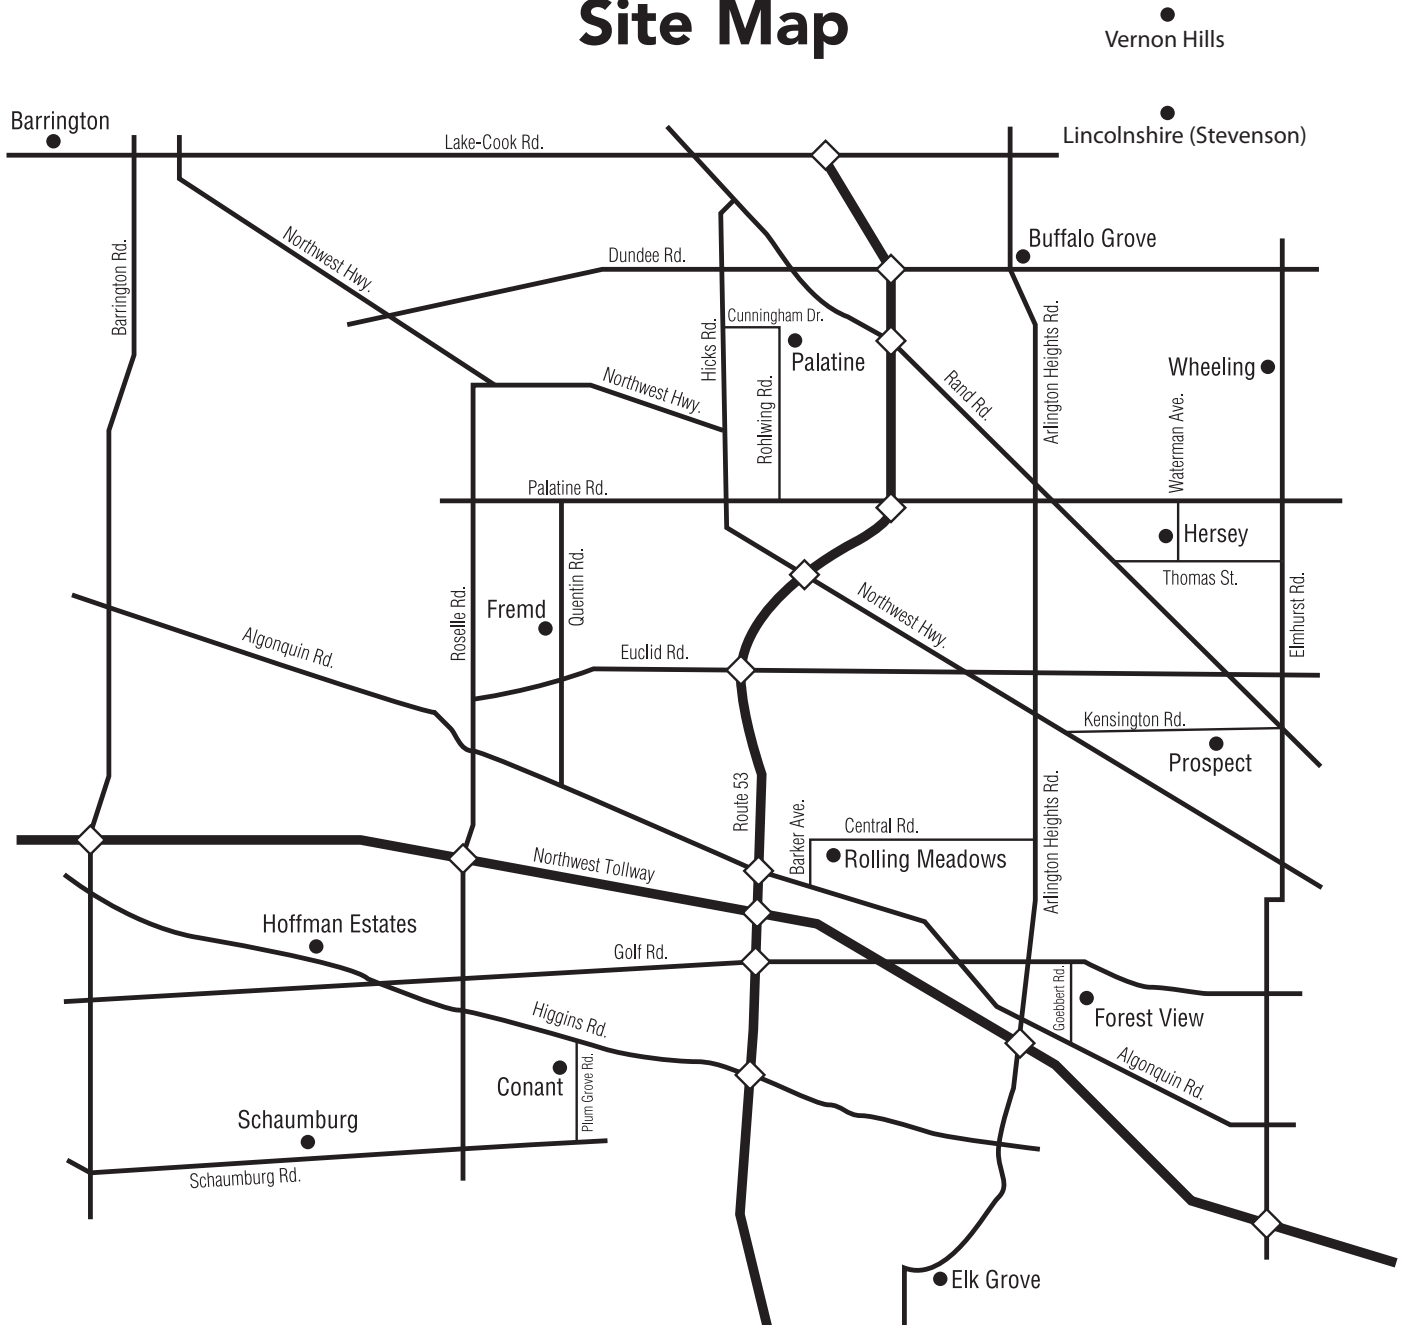 Site Map
Vernon Hills
Lincolnshire (Stevenson)
Barrington
Lake-Cook Rd.
Buffalo Grove
Barrington Rd.
Northwest Hwy.
Dundee Rd.
Cunningham Dr.
Hicks Rd.
Palatine
Arlington Heights Rd.
Wheeling
Northwest Hwy.
Rohlwing Rd.
Rand Rd.
Waterman Ave.
Palatine Rd.
Hersey
Thomas St.
Quentin Rd.
Fremd
Roselle Rd.
Northwest Hwy.
Elmhurst Rd.
Algonquin Rd.
Euclid Rd.
Kensington Rd.
Prospect
Route 53
Barker Ave.
Central Rd.
Rolling Meadows
Arlington Heights Rd.
Northwest Tollway
Hoffman Estates
Golf Rd.
Goebbert Rd.
Forest View
Higgins Rd.
Algonquin Rd.
Conant
Plum Grove Rd.
Schaumburg
Schaumburg Rd.
Elk Grove